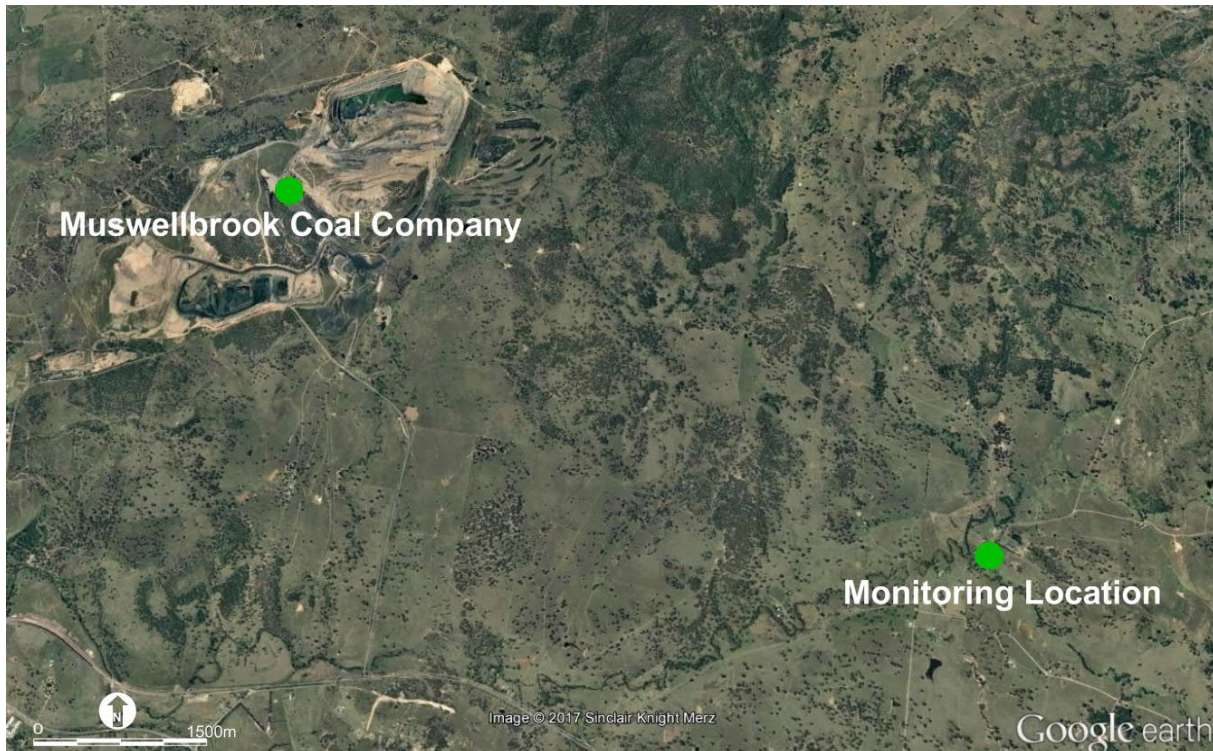 Muswellbrook Coal Company
Monitoring Location
N
0 1500m
Image © 2017 Sinclair Knight Merz
Google earth